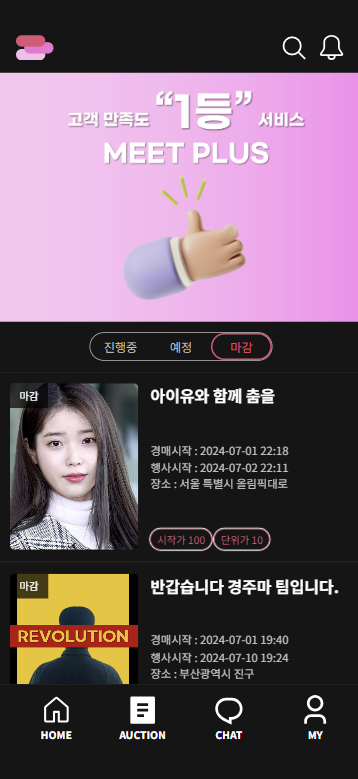 고객 만족도 “1등” 서비스
MEET PLUS
진행중 예정 마감
마감
아이유와 함께 춤을
경매시작 : 2024-07-01 22:18
행사시작 : 2024-07-02 22:11
장소 : 서울 특별시 올림픽대로
시작가 100 단위가 10
마감
반갑습니다 경주마 팀입니다.
REVOLUTION
경매시작 : 2024-07-01 19:40
행사시작 : 2024-07-10 19:24
장소 : 부산광역시 진구
HOME AUCTION CHAT MY